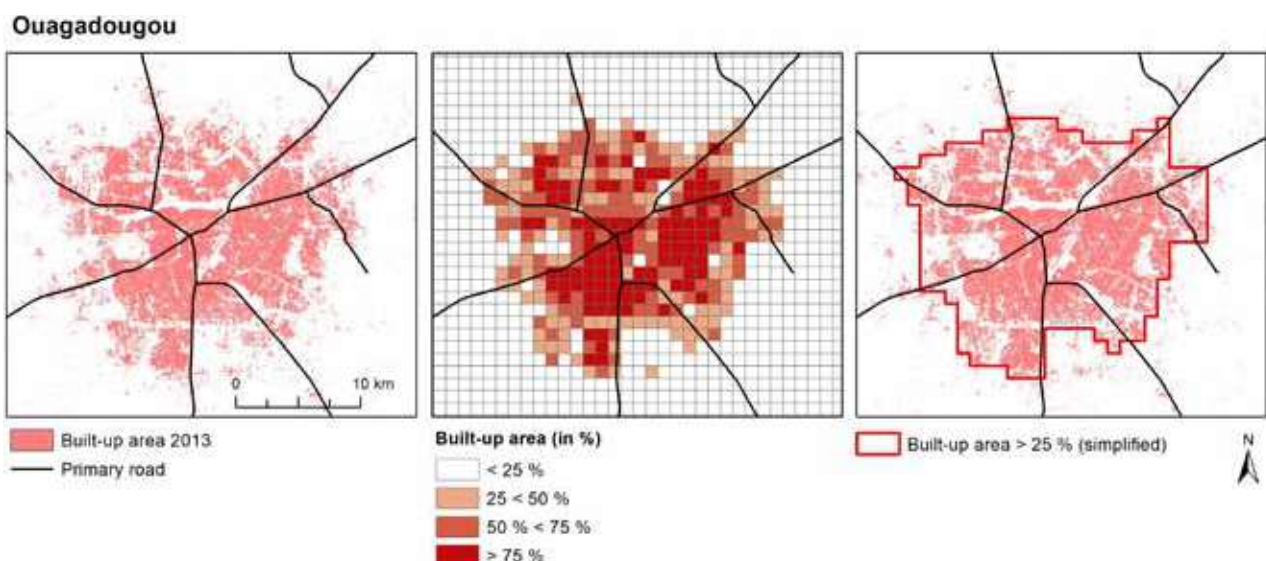 Ouagadougou
0 10 km
Built-up area 2013
Primary road
Built-up area (in %)
< 25 %
25 < 50 %
50 % < 75 %
> 75 %
Built-up area > 25 % (simplified)
N